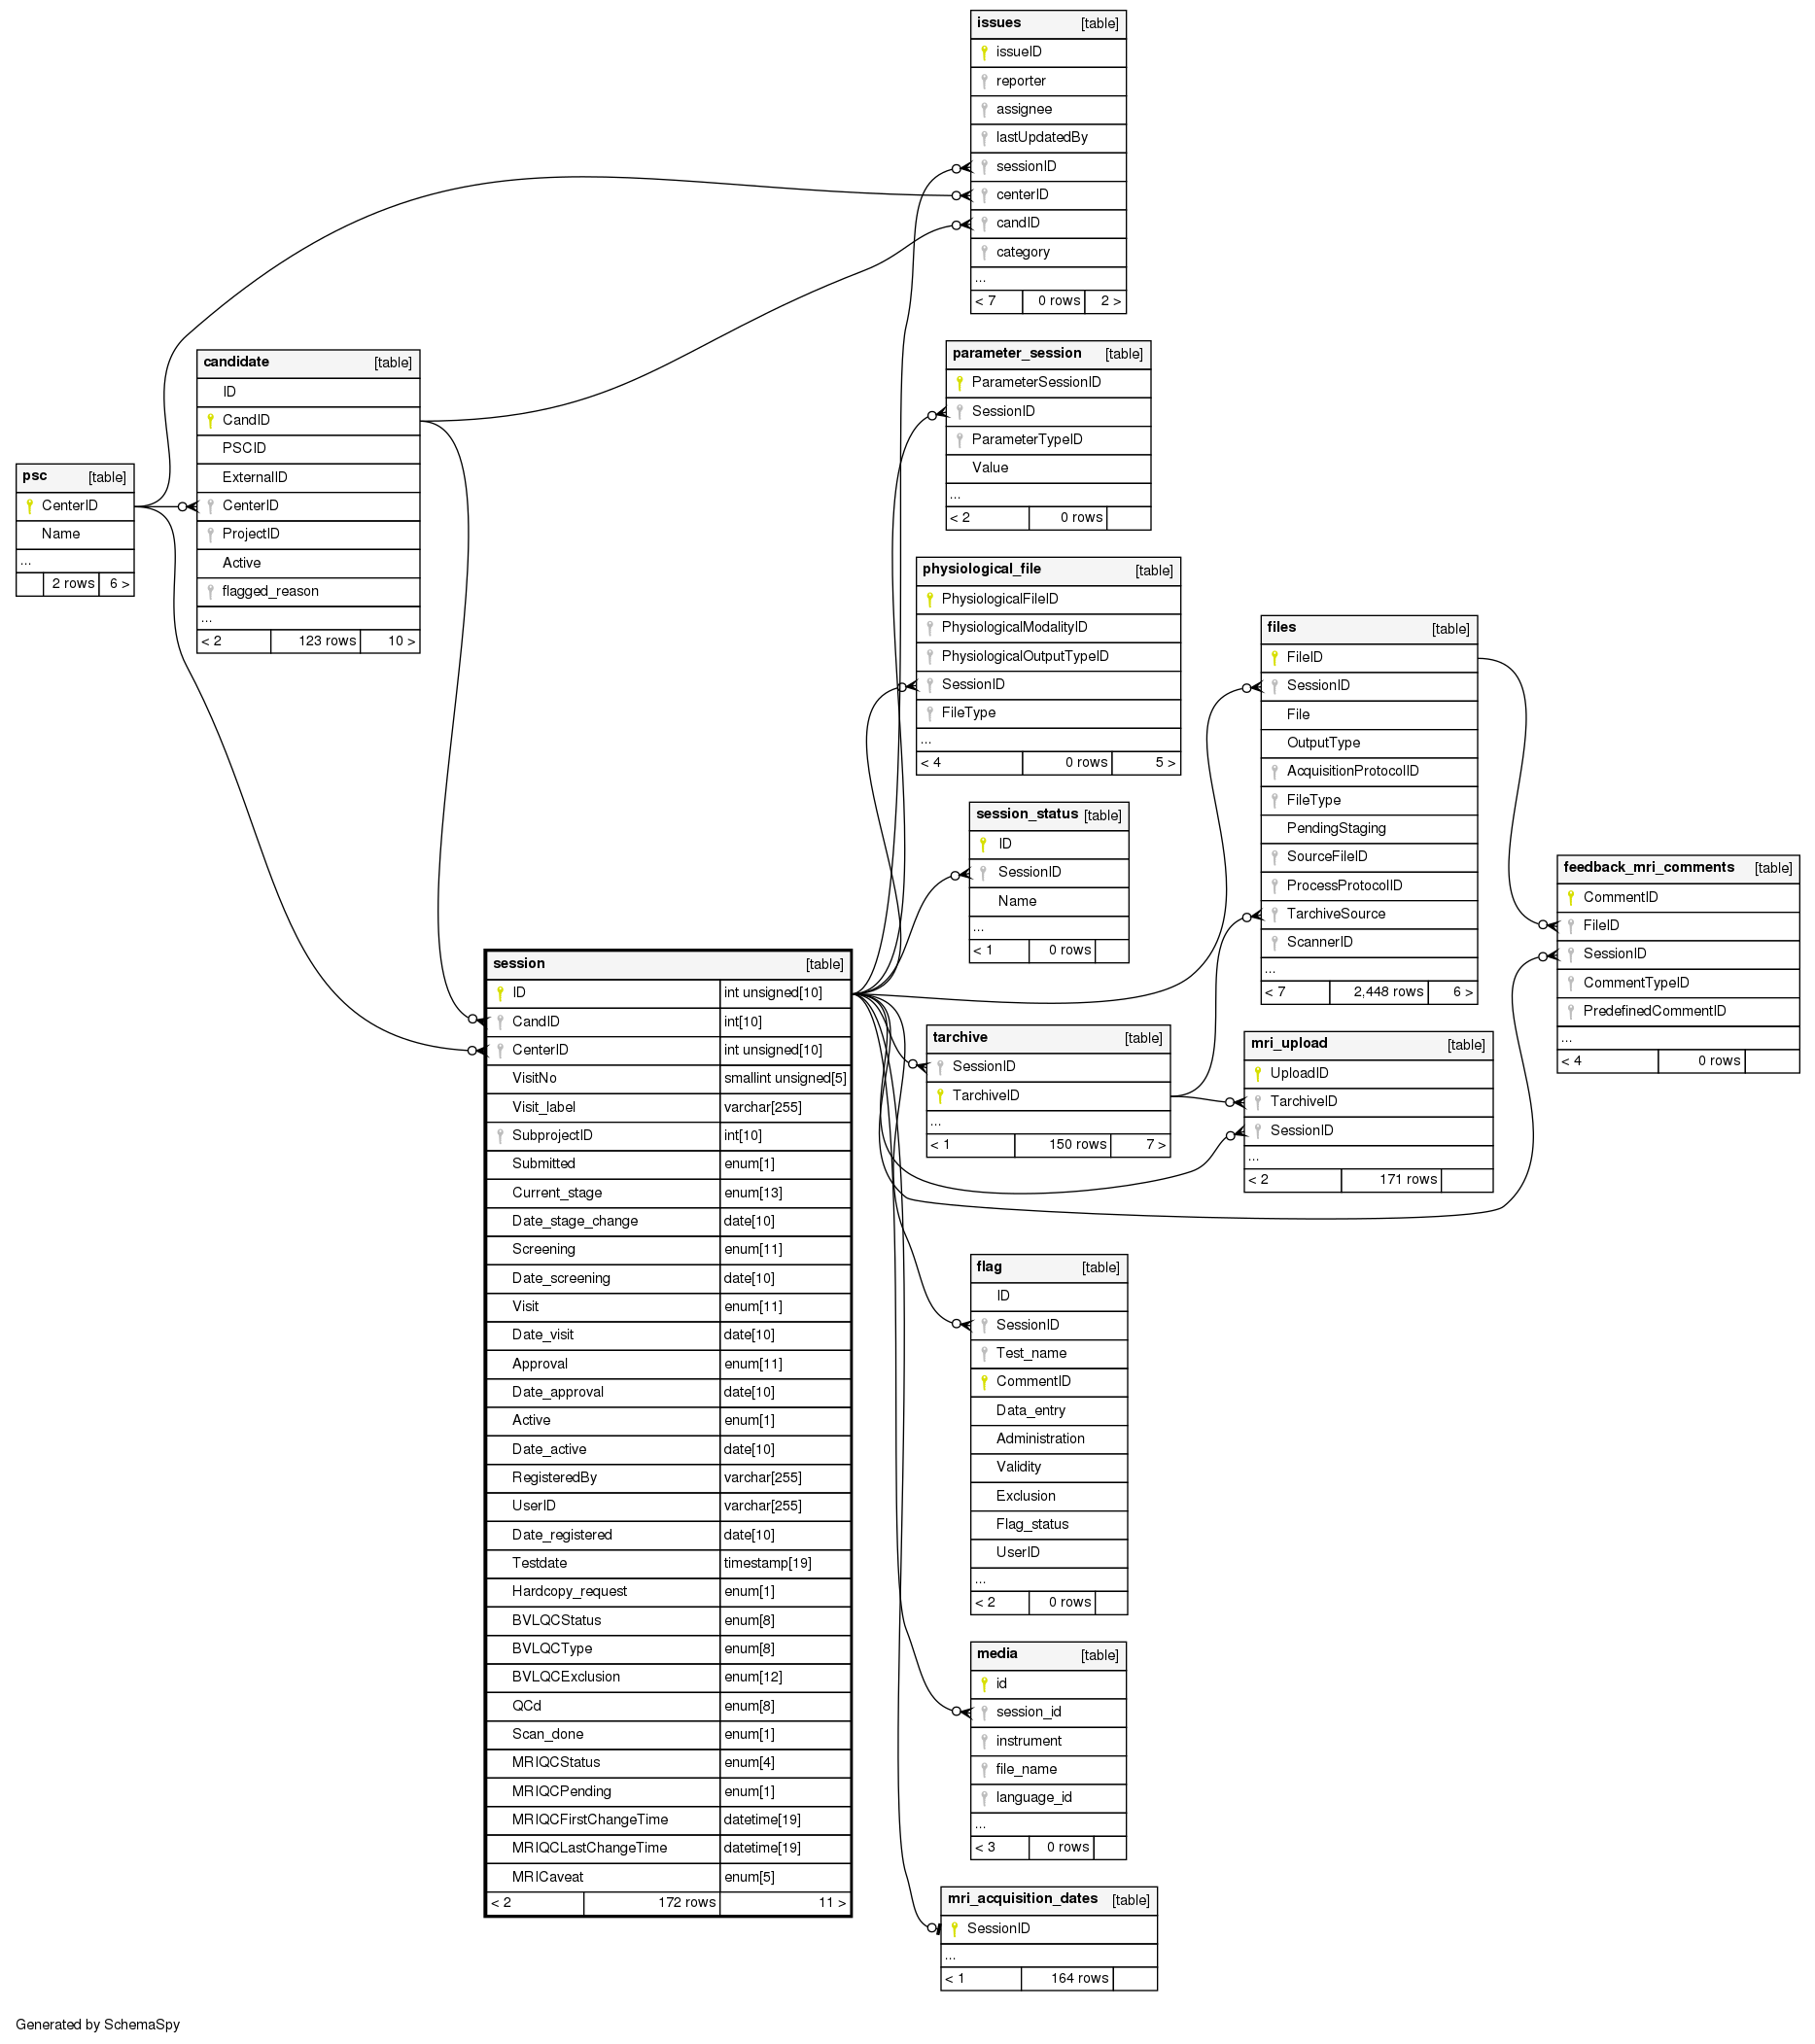 issues [table]
issueID
reporter
assignee
lastUpdatedBy
sessionID
centerID
candID
category
...
< 7 0 rows 2 >
parameter_session [table]
ParameterSessionID
SessionID
ParameterTypeID
Value
...
< 2 0 rows
candidate [table]
ID
CandID
PSCID
ExternalID
CenterID
ProjectID
Active
flagged_reason
...
< 2 123 rows 10 >
psc [table]
CenterID
Name
...
2 rows 6 >
physiological_file [table]
PhysiologicalFileID
PhysiologicalModalityID
PhysiologicalOutputTypeID
SessionID
FileType
...
< 4 0 rows 5 >
files [table]
FileID
SessionID
File
OutputType
AcquisitionProtocolID
FileType
PendingStaging
SourceFileID
ProcessProtocolID
TarchiveSource
ScannerID
...
< 7 2,448 rows 6 >
session_status [table]
ID
SessionID
Name
...
< 1 0 rows
feedback_mri_comments [table]
CommentID
FileID
SessionID
CommentTypeID
PredefinedCommentID
...
< 4 0 rows
session [table]
ID int unsigned[10]
CandID int[10]
CenterID int unsigned[10]
VisitNo smallint unsigned[5]
Visit_label varchar[255]
SubprojectID int[10]
Submitted enum[1]
Current_stage enum[13]
Date_stage_change date[10]
Screening enum[11]
Date_screening date[10]
Visit enum[11]
Date_visit date[10]
Approval enum[11]
Date_approval date[10]
Active enum[1]
Date_active date[10]
RegisteredBy varchar[255]
UserID varchar[255]
Date_registered date[10]
Testdate timestamp[19]
Hardcopy_request enum[1]
BVLQCStatus enum[8]
BVLQCType enum[8]
BVLQCExclusion enum[12]
QCd enum[8]
Scan_done enum[1]
MRIQCStatus enum[4]
MRIQCPending enum[1]
MRIQCFirstChangeTime datetime[19]
MRIQCLastChangeTime datetime[19]
MRICaveat enum[5]
< 2 172 rows 11 >
tarchive [table]
SessionID
TarchiveID
...
< 1 150 rows 7 >
mri_upload [table]
UploadID
TarchiveID
SessionID
...
< 2 171 rows
flag [table]
ID
SessionID
Test_name
CommentID
Data_entry
Administration
Validity
Exclusion
Flag_status
UserID
...
< 2 0 rows
media [table]
id
session_id
instrument
file_name
language_id
...
< 3 0 rows
mri_acquisition_dates [table]
SessionID
...
< 1 164 rows
Generated by SchemaSpy